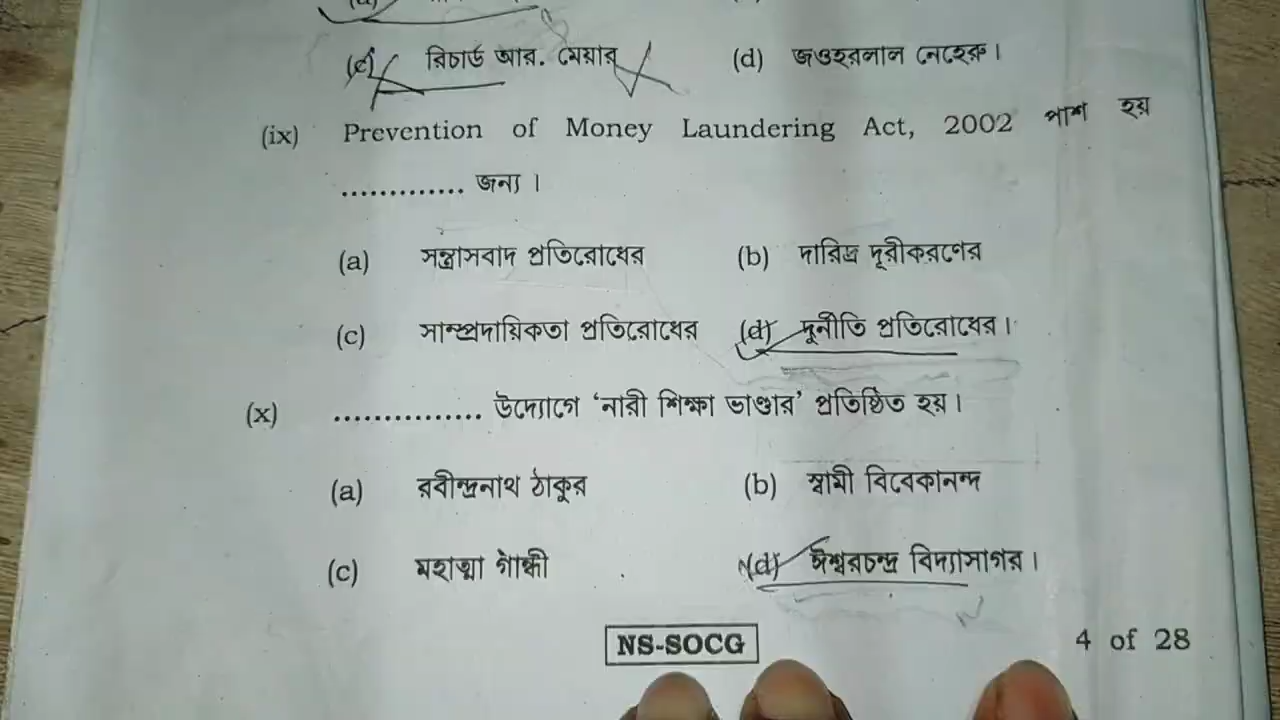 (c) রিচার্ড আর. মেয়ার (d) জওহরলাল নেহেরু।
(ix) Prevention of Money Laundering Act, 2002 পাশ হয়
............. জন্য।
(a) সন্ত্রাসবাদ প্রতিরোধের (b) দারিদ্র দূরীকরণের
(c) সাম্প্রদায়িকতা প্রতিরোধের (d) দুর্নীতি প্রতিরোধের।
(x) ............... উদ্যোগে ‘নারী শিক্ষা ভাণ্ডার’ প্রতিষ্ঠিত হয়।
(a) রবীন্দ্রনাথ ঠাকুর (b) স্বামী বিবেকানন্দ
(c) মহাত্মা গান্ধী (d) ঈশ্বরচন্দ্র বিদ্যাসাগর।
NS-SOCG 4 of 28